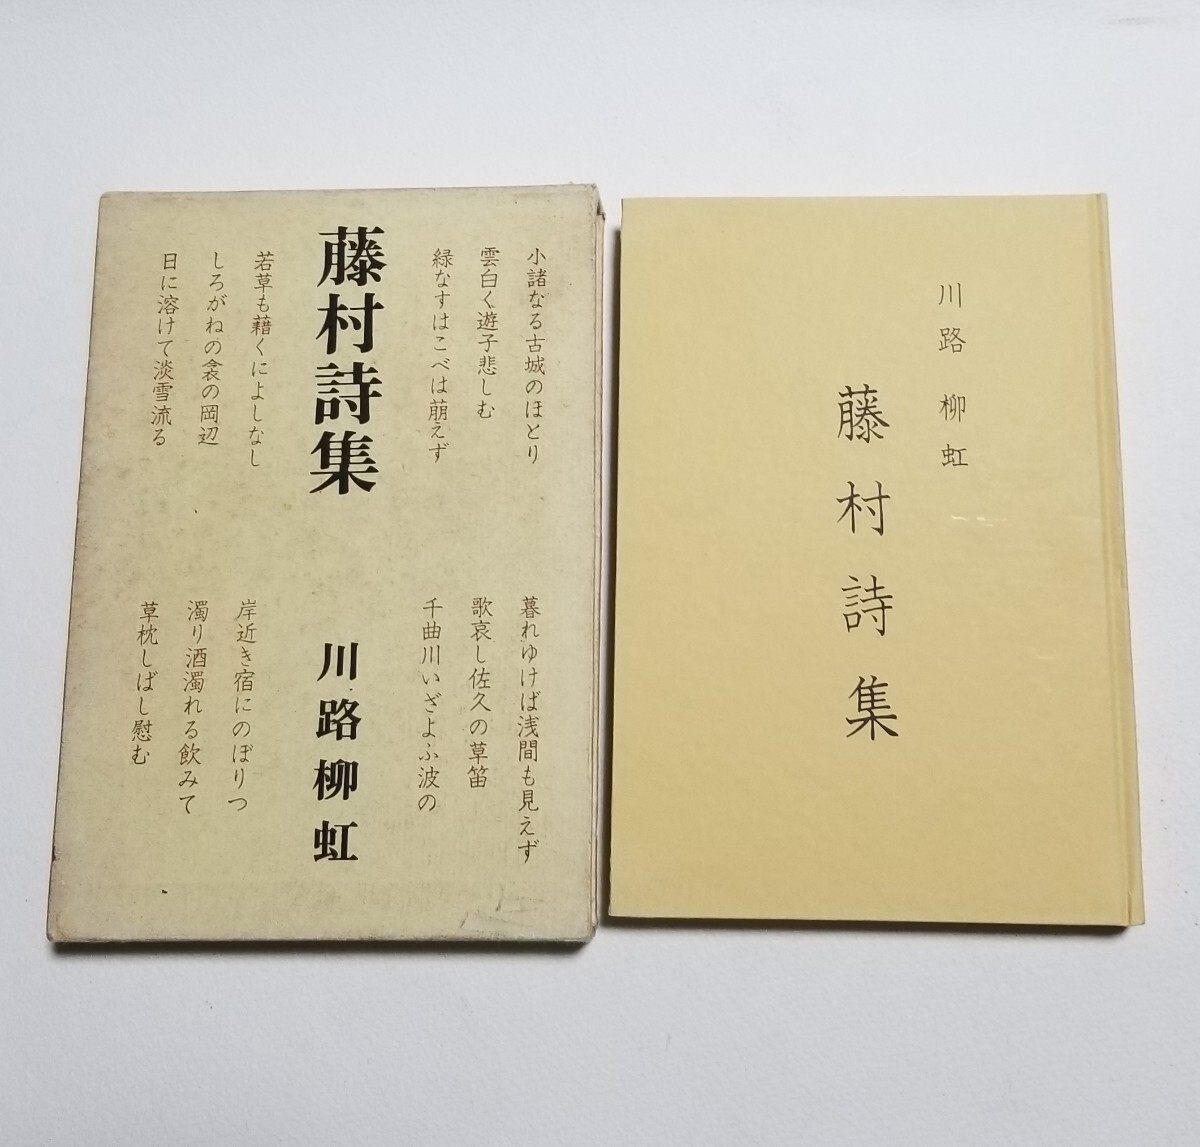 小諸なる古城のほとり
雲白く遊子悲しむ
緑なすはこべは萠えず
藤村詩集
若草も藉くによしなし
しろがねの衾の岡辺
日に溶けて淡雪流る
暮れゆけば浅間も見えず
歌哀し佐久の草笛
千曲川いざよふ波の
川路柳虹
岸近き宿にのぼりつ
濁り酒濁れる飲みて
草枕しばし慰む
川路柳虹
藤村詩集